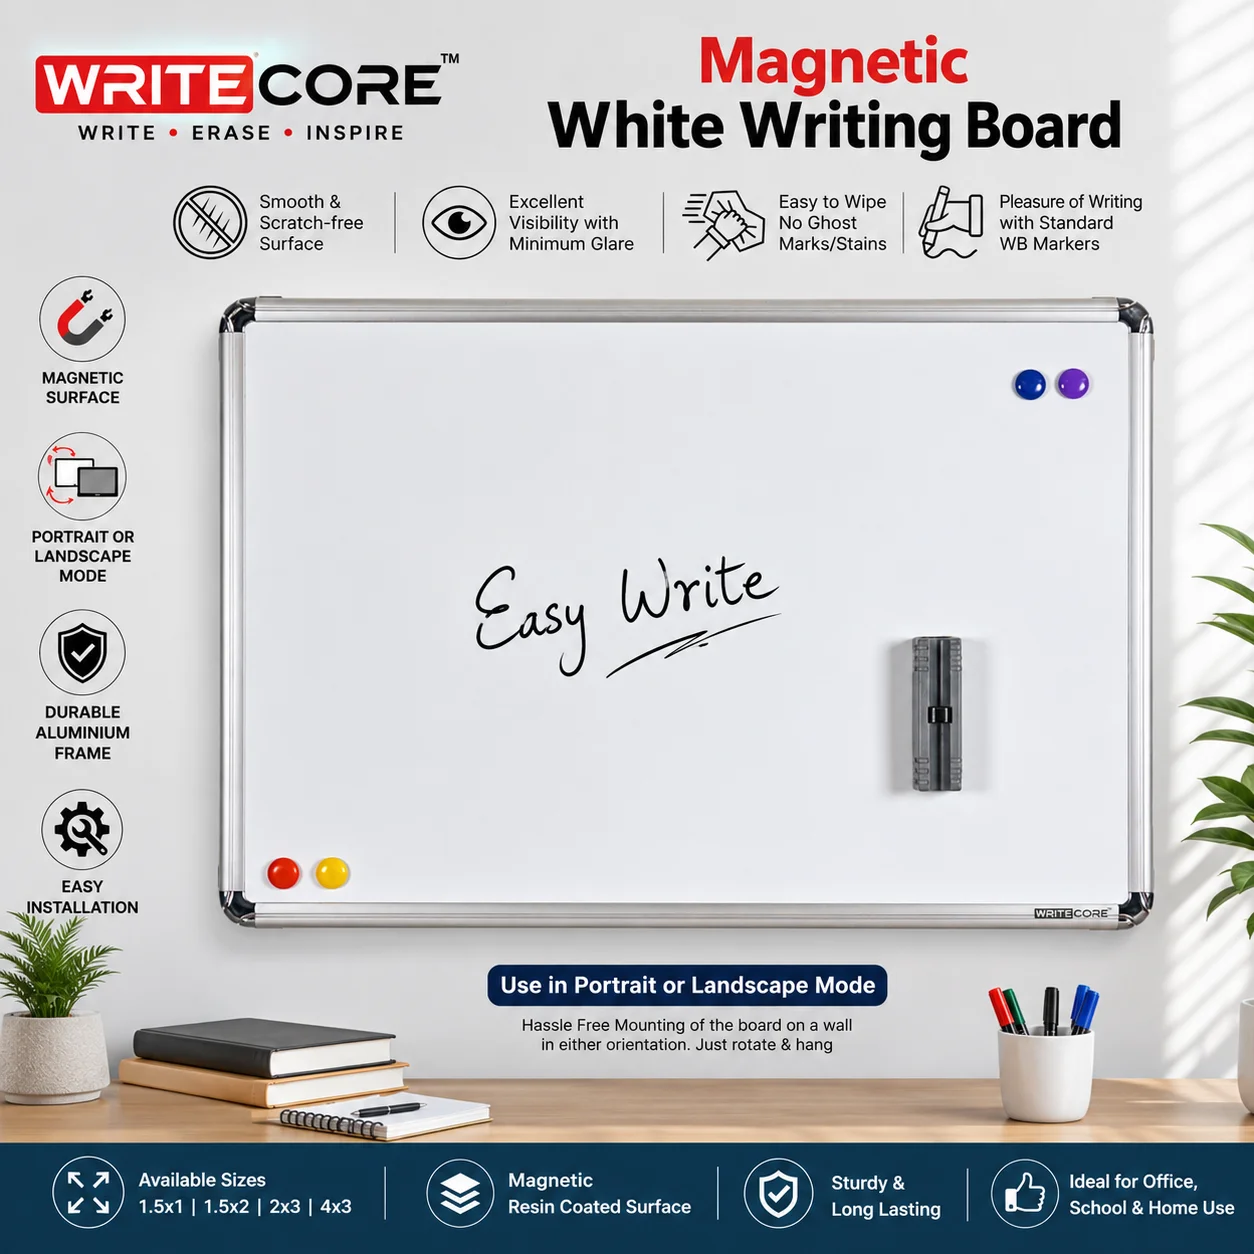 WRITECORE™
WRITE • ERASE • INSPIRE
Magnetic
White Writing Board
Smooth &
Scratch-free
Surface
Excellent
Visibility with
Minimum Glare
Easy to Wipe
No Ghost
Marks/Stains
Pleasure of Writing
with Standard
WB Markers
MAGNETIC
SURFACE
PORTRAIT OR
LANDSCAPE
MODE
DURABLE
ALUMINIUM
FRAME
EASY
INSTALLATION
Easy Write
WRITECORE™
Use in Portrait or Landscape Mode
Hassle Free Mounting of the board on a wall
in either orientation. Just rotate & hang
Available Sizes
1.5x1 | 1.5x2 | 2x3 | 4x3
Magnetic
Resin Coated Surface
Sturdy &
Long Lasting
Ideal for Office,
School & Home Use